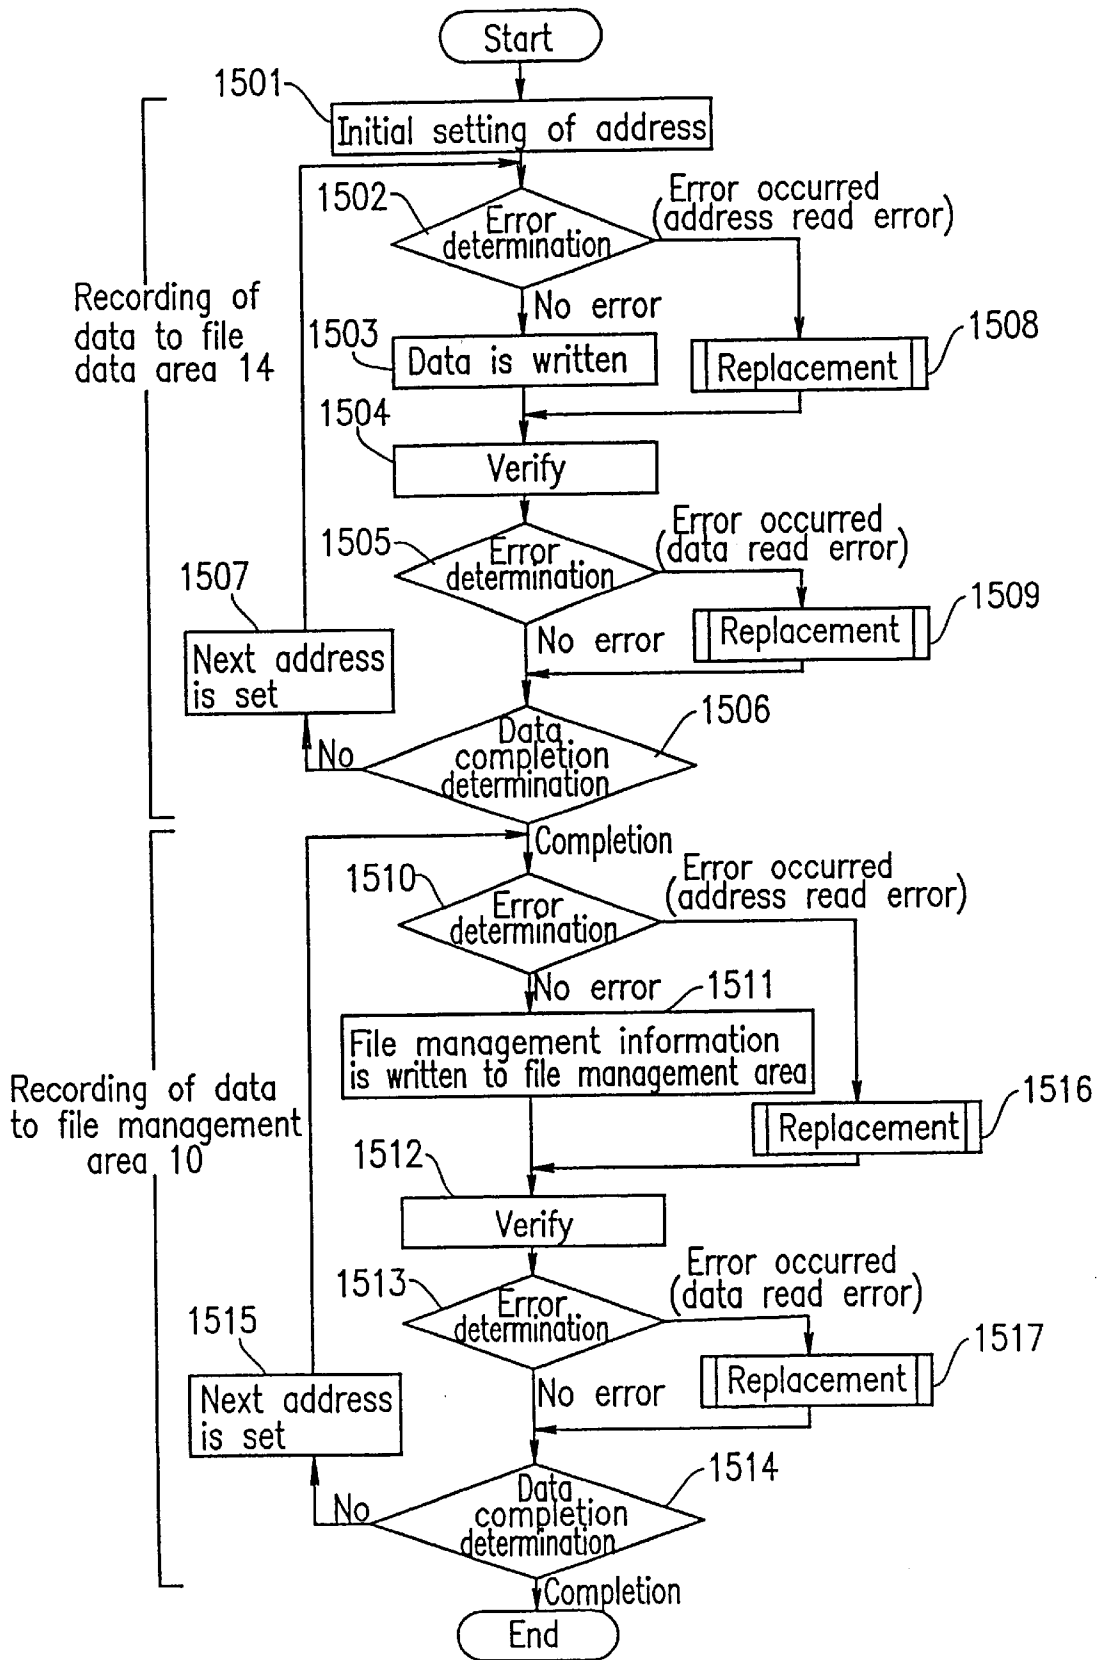 Start
1501
Initial setting of address
1502
Error
determination
Error occurred
(address read error)
No error
Recording of
data to file
data area 14
1503
Data is written
1508
Replacement
1504
Verify
1505
Error
determination
Error occurred
(data read error)
1507
Next address
is set
No error
1509
Replacement
1506
Data
completion
determination
No
Completion
1510
Error
determination
Error occurred
(address read error)
No error
1511
File management information
is written to file management area
Recording of data
to file management
area 10
1516
Replacement
1512
Verify
1513
Error
determination
Error occurred
(data read error)
1515
Next address
is set
No error
1517
Replacement
1514
Data
completion
determination
No
Completion
End